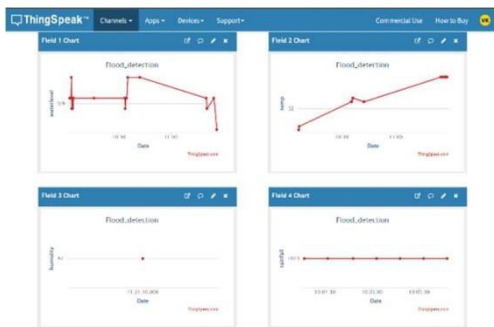 ThingSpeak™ Channels Apps Devices Support Commercial Use How to Buy
Field 1 Chart
Flood_detection
waterlevel
Date
ThingSpeak.com
Field 2 Chart
Flood_detection
temp
Date
ThingSpeak.com
Field 3 Chart
Flood_detection
humidity
Date
ThingSpeak.com
Field 4 Chart
Flood_detection
rainfall
Date
ThingSpeak.com